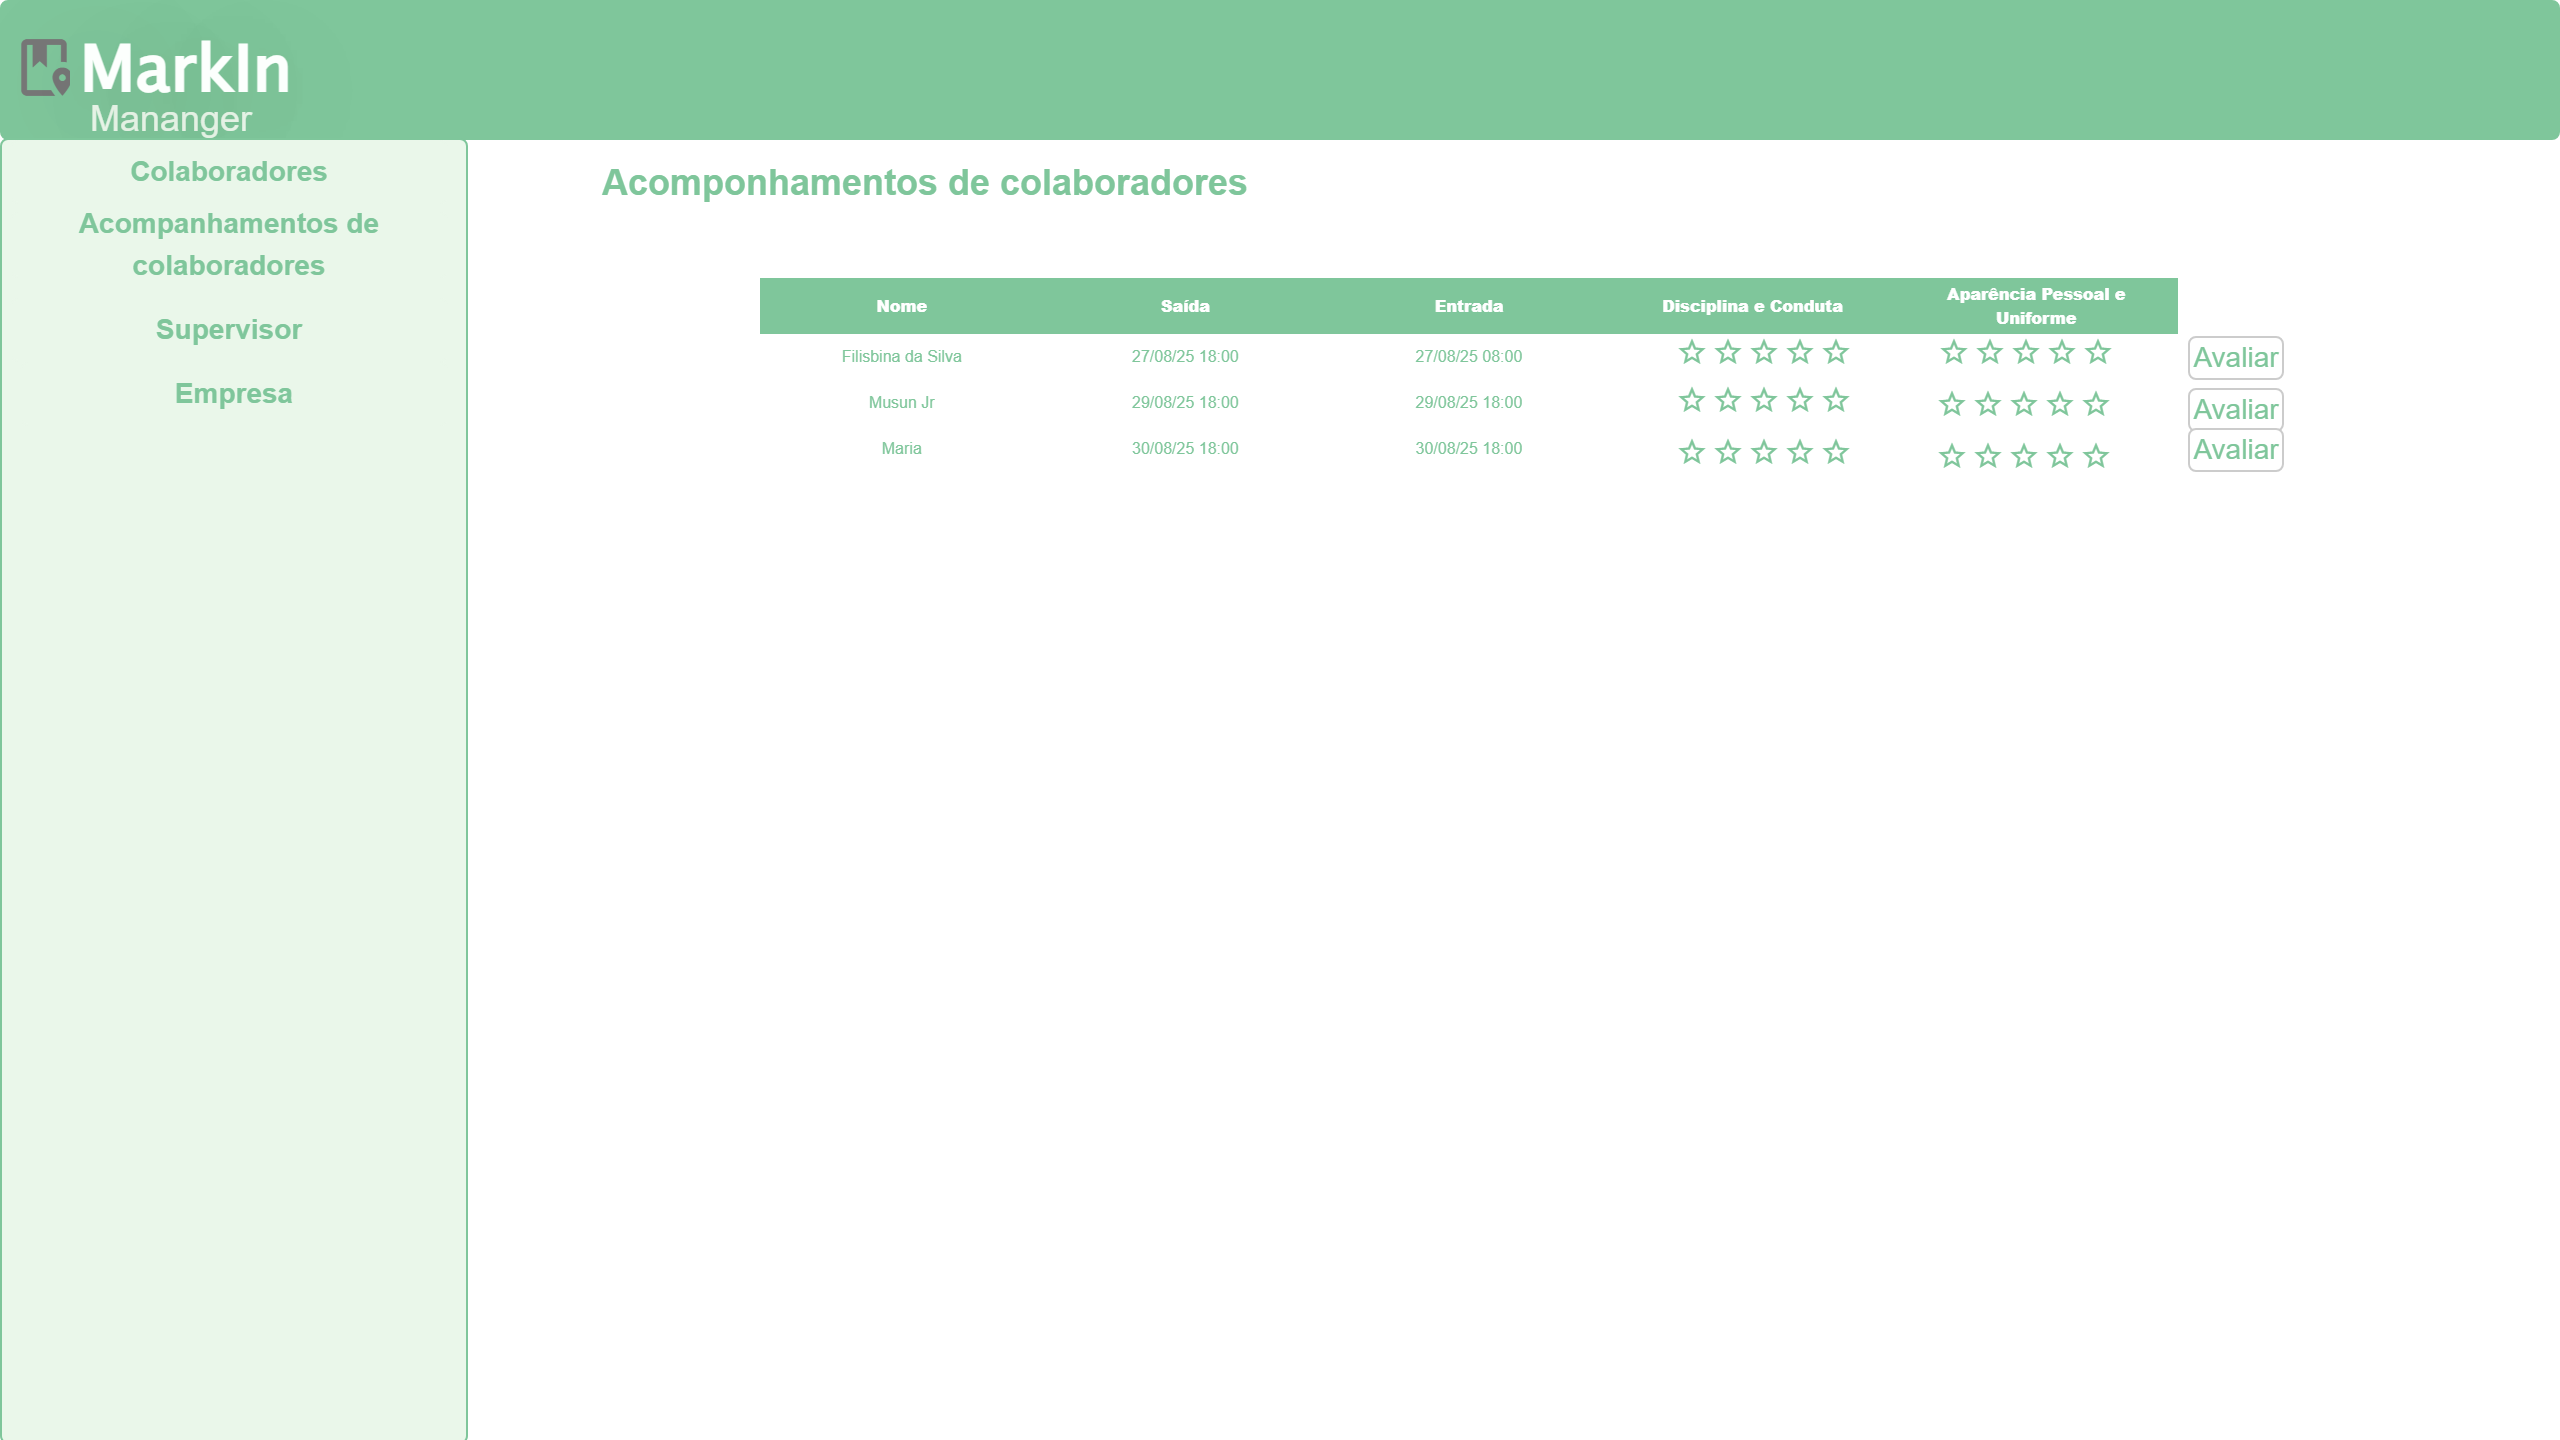 MarkIn
Mananger
Colaboradores
Acompanhamentos de
colaboradores
Supervisor
Empresa
Acomponhamentos de colaboradores
Nome Saída Entrada Disciplina e Conduta Aparência Pessoal e
Uniforme
Filisbina da Silva 27/08/25 18:00 27/08/25 08:00 Avaliar
Musun Jr 29/08/25 18:00 29/08/25 18:00 Avaliar
Maria 30/08/25 18:00 30/08/25 18:00 Avaliar